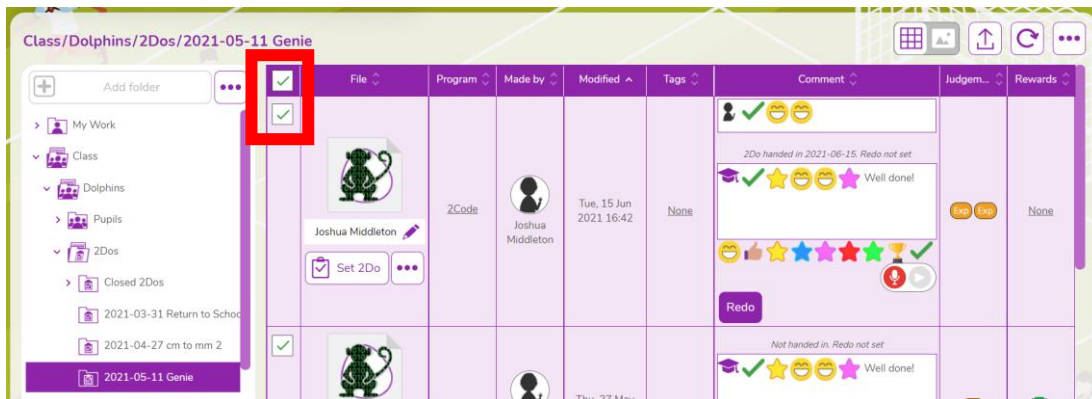 Class/Dolphins/2Dos/2021-05-11 Genie
Add folder
My Work
Class
Dolphins
Pupils
2Dos
Closed 2Dos
2021-03-31 Return to Schoo
2021-04-27 cm to mm 2
2021-05-11 Genie
File Program Made by Modified Tags Comment Judgem... Rewards
2Do handed in 2021-06-15. Redo not set
Well done!
Joshua Middleton
Set 2Do
2Code
Joshua
Middleton
Tue, 15 Jun
2021 16:42
None
Exp Exp
None
Redo
Not handed in. Redo not set
Well done!
Thu, 27 May